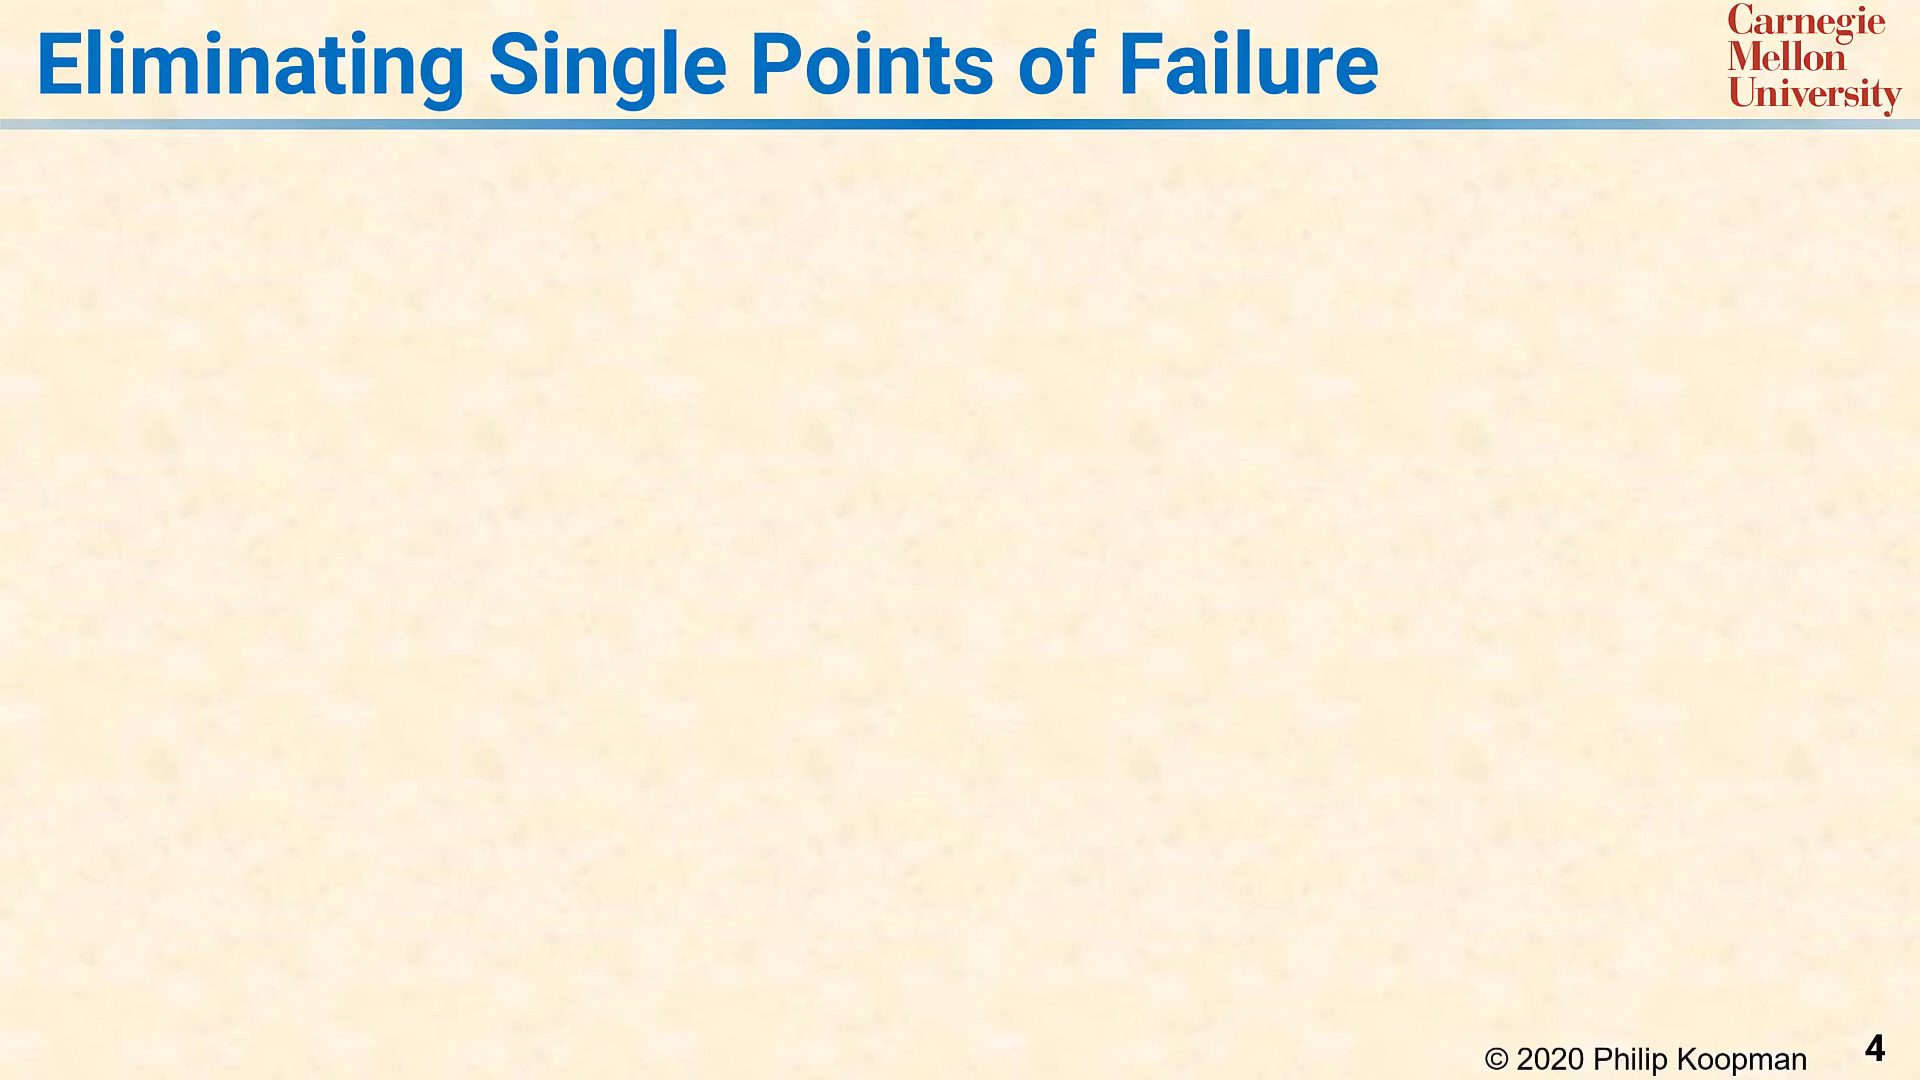 Eliminating Single Points of Failure
Carnegie
Mellon
University
© 2020 Philip Koopman
4